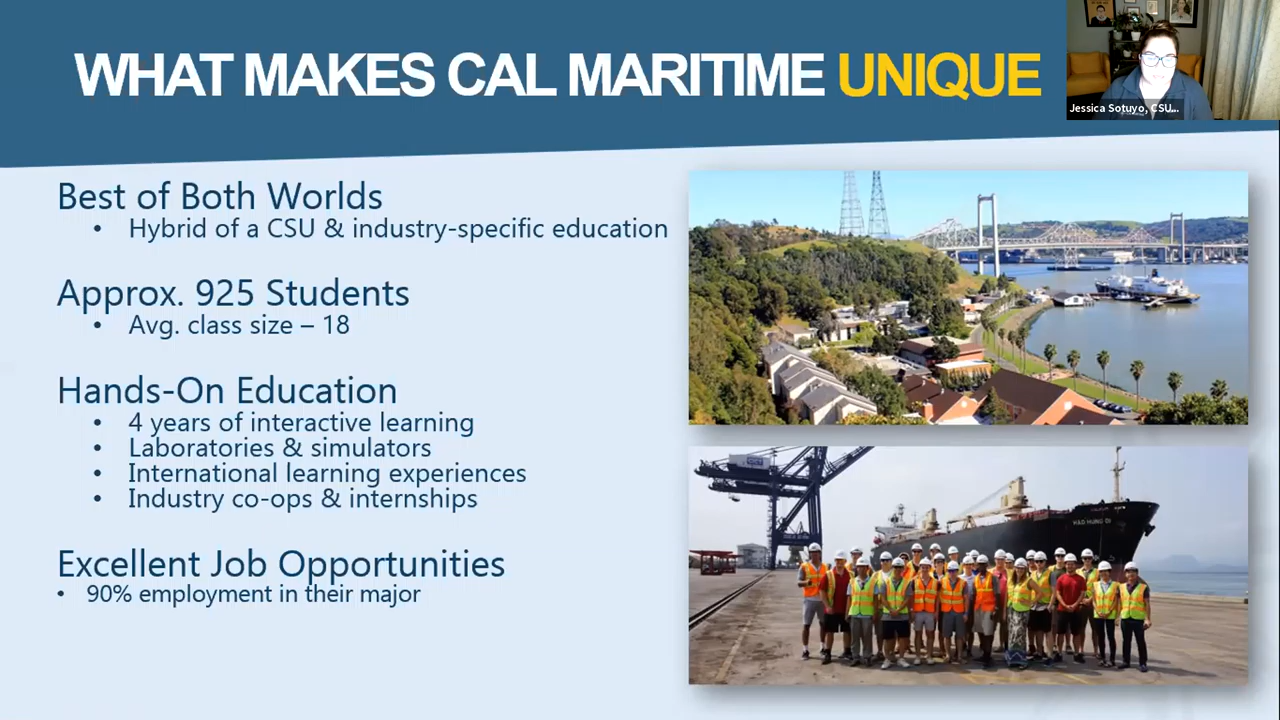 WHAT MAKES CAL MARITIME UNIQUE
Jessica Sotuyo, CSU...
Best of Both Worlds
• Hybrid of a CSU & industry-specific education
Approx. 925 Students
• Avg. class size – 18
Hands-On Education
• 4 years of interactive learning
• Laboratories & simulators
• International learning experiences
• Industry co-ops & internships
Excellent Job Opportunities
• 90% employment in their major